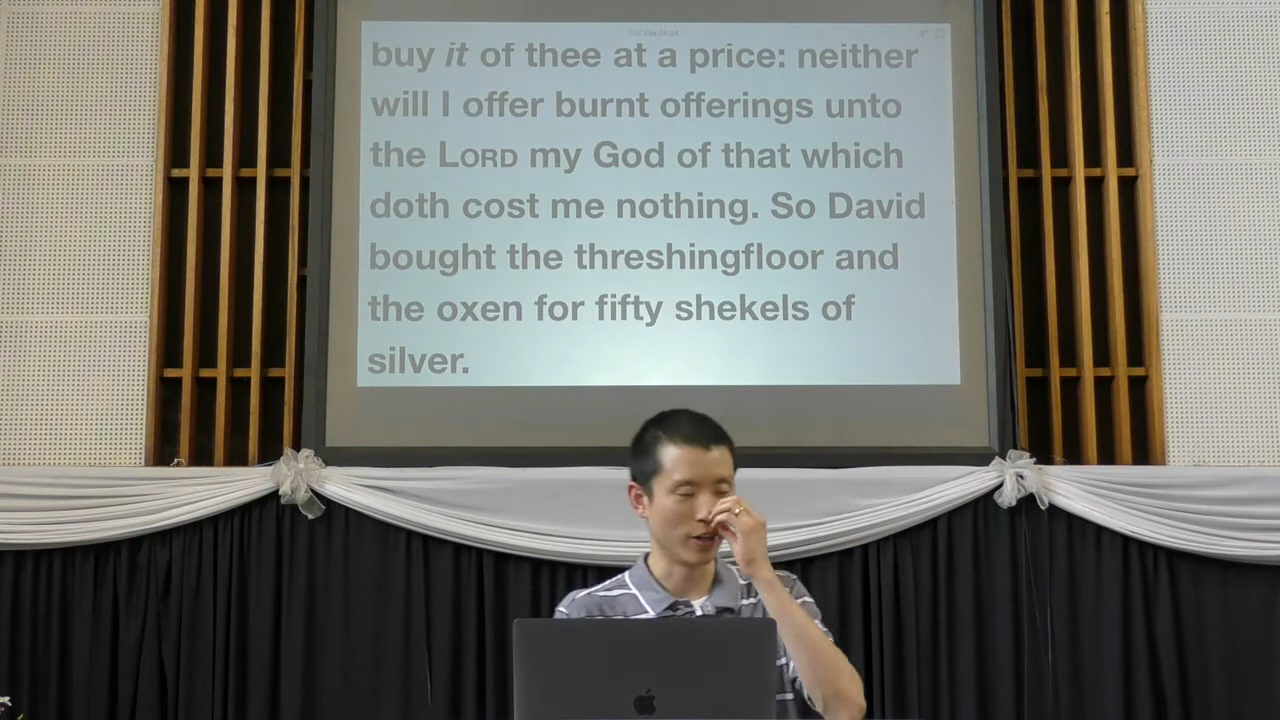 buy it of thee at a price: neither
will I offer burnt offerings unto
the LORD my God of that which
doth cost me nothing. So David
bought the threshingfloor and
the oxen for fifty shekels of
silver.